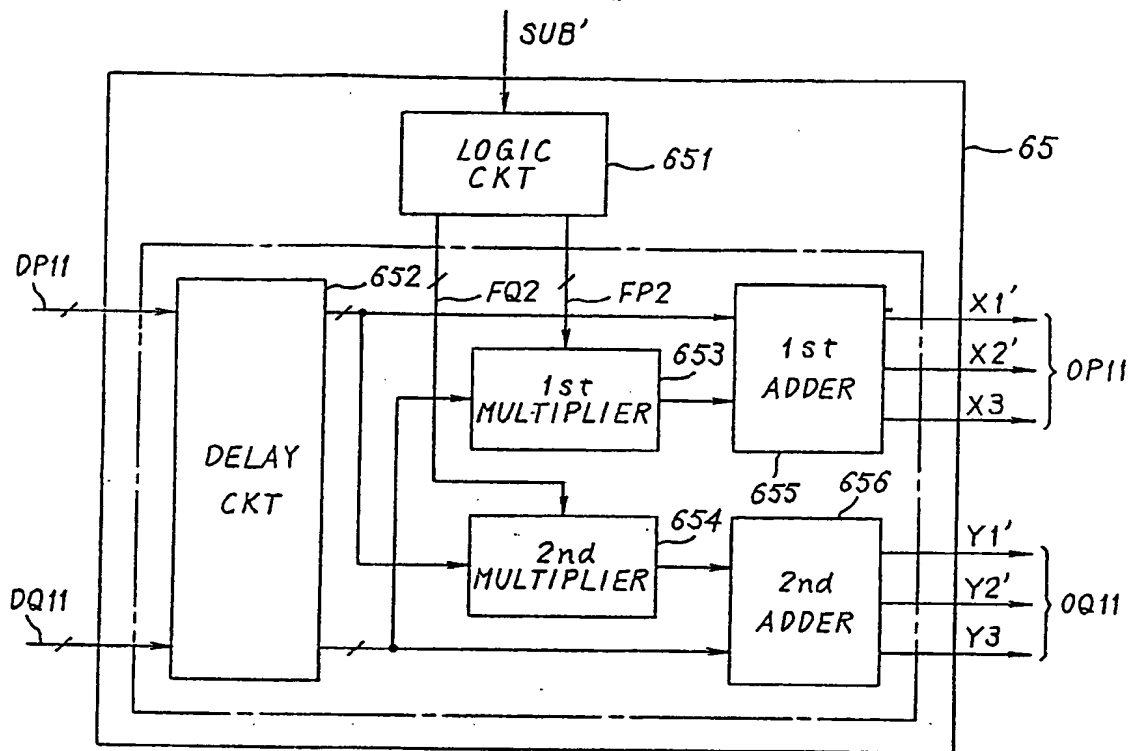 SUB'
LOGIC
CKT
651
65
DP11
652
FQ2
FP2
X1'
X2'
X3
OP11
653
1st
MULTIPLIER
1st
ADDER
655
DELAY
CKT
656
654
2nd
MULTIPLIER
2nd
ADDER
Y1'
Y2'
Y3
OQ11
DQ11